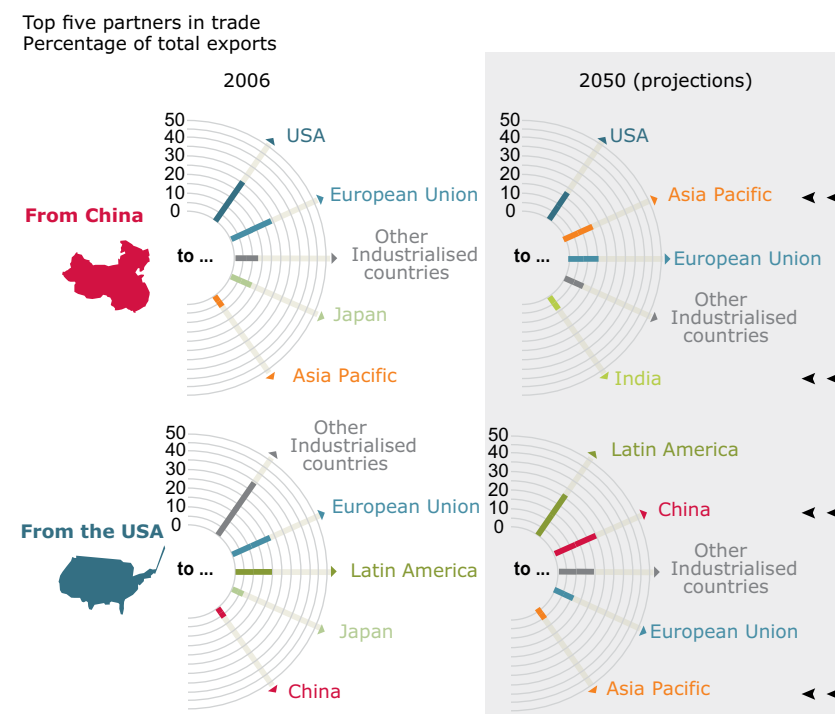 Top five partners in trade
Percentage of total exports
2006
2050 (projections)
50
40
30
20
10
0
USA
European Union
From China
to ...
Other
Industrialised
countries
Japan
Asia Pacific
50
40
30
20
10
0
USA
Asia Pacific
to ...
European Union
Other
Industrialised
countries
India
50
40
30
20
10
0
Other
Industrialised
countries
European Union
From the USA
to ...
Latin America
Japan
China
50
40
30
20
10
0
Latin America
China
to ...
Other
Industrialised
countries
European Union
Asia Pacific